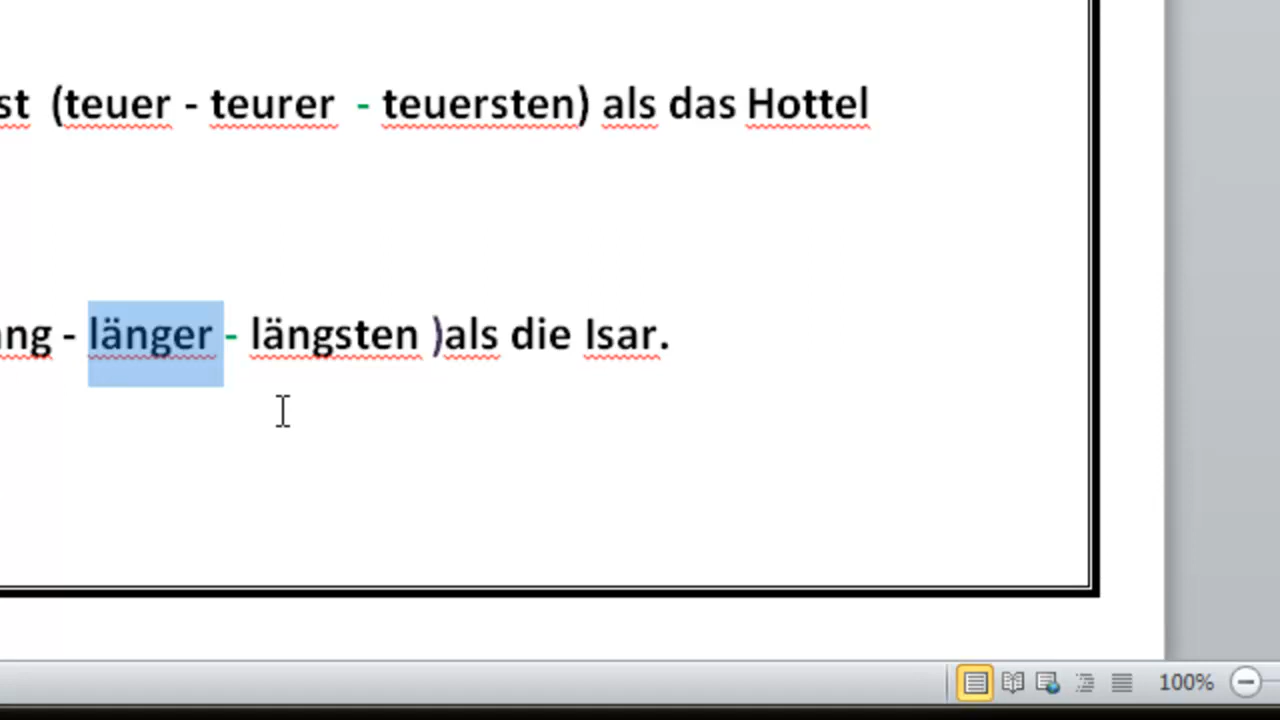 st (teuer - teurer - teuersten) als das Hottel
ng - länger - längsten )als die Isar.
100%